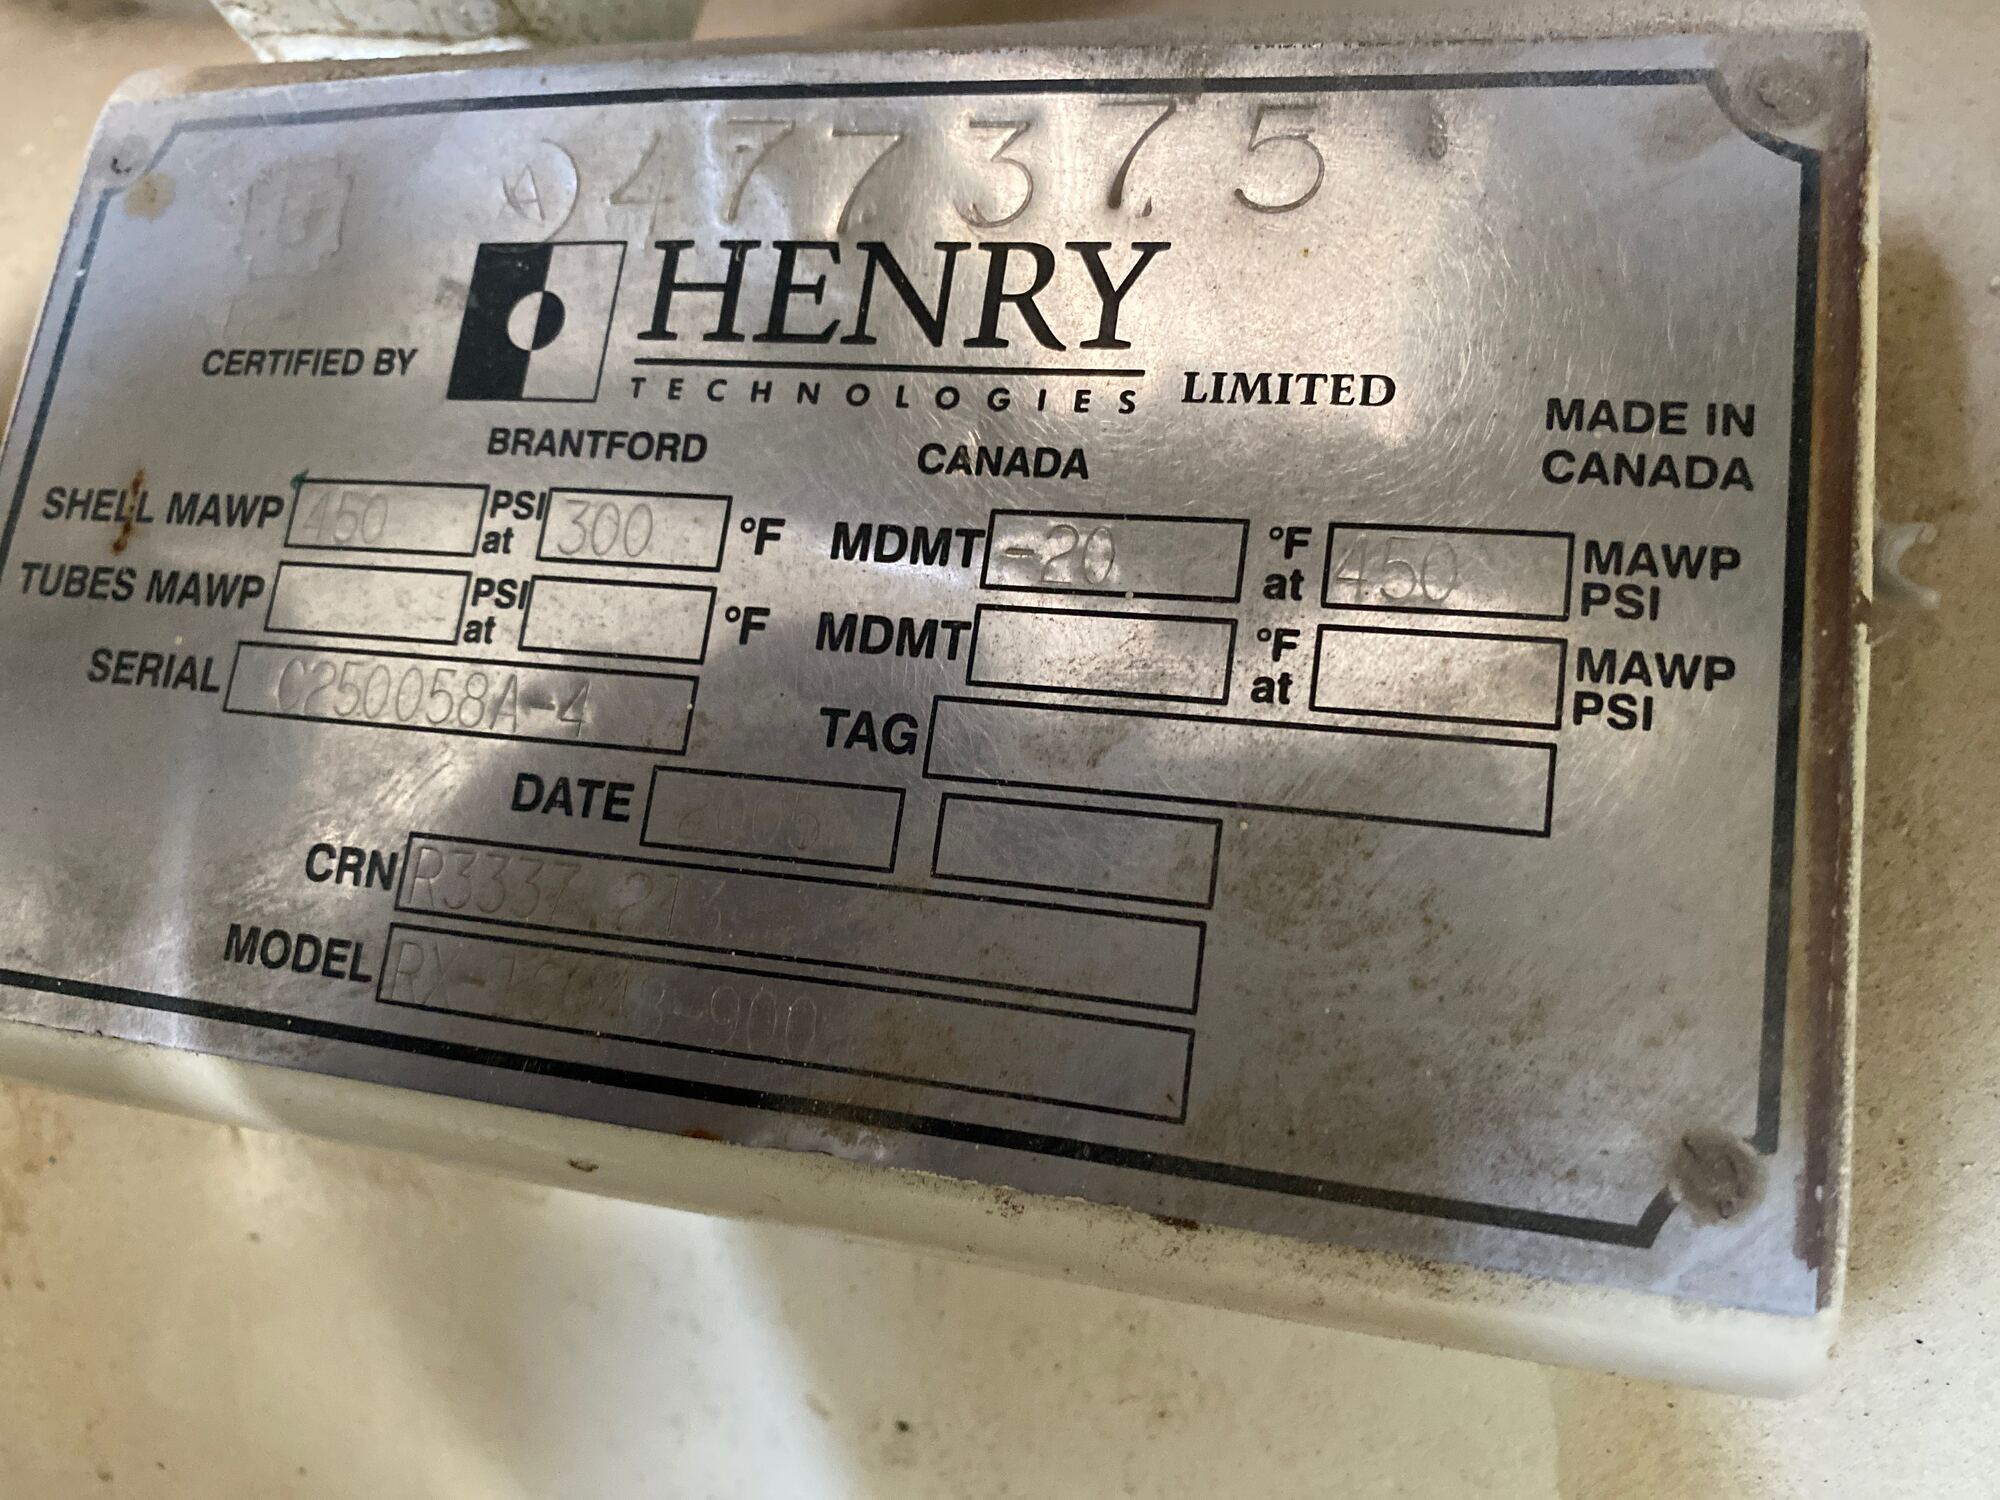 A 477375
HENRY
TECHNOLOGIES LIMITED
CERTIFIED BY
BRANTFORD CANADA
MADE IN
CANADA
SHELL MAWP 450 PSI at 300 °F MDMT -20 °F at 450 MAWP PSI
TUBES MAWP PSI at °F MDMT °F at MAWP PSI
SERIAL C250058A-4
TAG
DATE
CRN R3337.213
MODEL